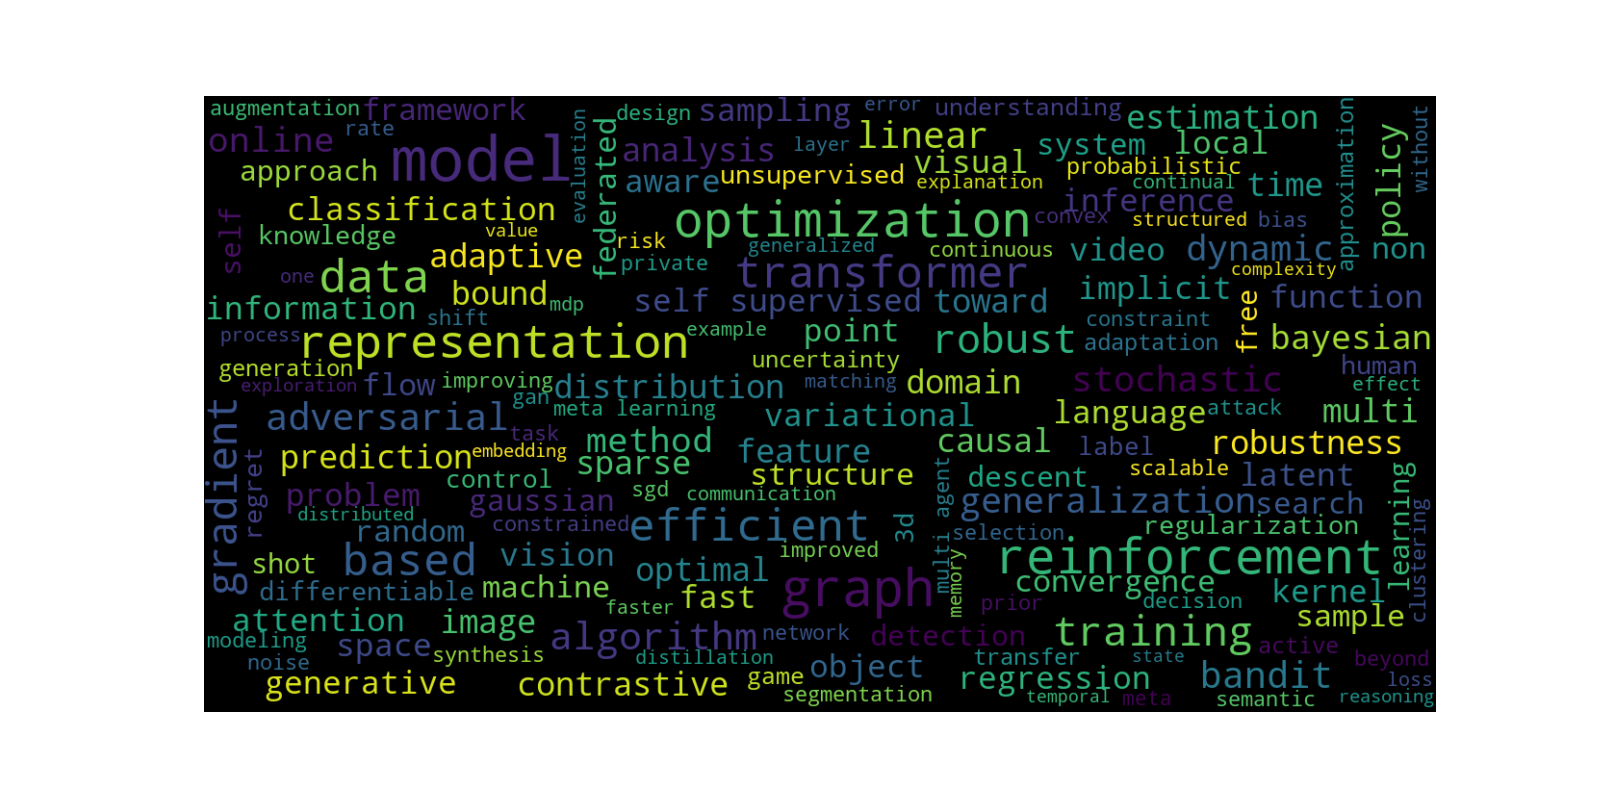 augmentation framework
design sampling error understanding
estimation approximation without
online rate model evaluation federated analysis layer linear system local policy
approach aware unsupervised visual probabilistic
explanation continual time
self classification optimization inference
knowledge value risk generalized convex structured bias
adaptive private continuous video dynamic non
one data transformer complexity
information bound mdp self supervised toward implicit free function
shift
process representation example point robust constraint bayesian
adaptation
generation uncertainty human
exploration flow improving distribution matching domain stochastic effect
gan
gradient adversarial meta learning variational language attack multi
task method causal label robustness
regret prediction embedding sparse feature
control structure descent scalable latent learning
problem gaussian sgd communication multi agent generalization search clustering
distributed
random constrained efficient 3d selection regularization
shot based vision improved reinforcement
optimal memory
differentiable machine fast graph convergence kernel
faster prior decision
attention image sample
modeling space algorithm network detection training active
noise synthesis distillation object transfer state beyond
generative contrastive game regression bandit loss
segmentation temporal meta semantic reasoning